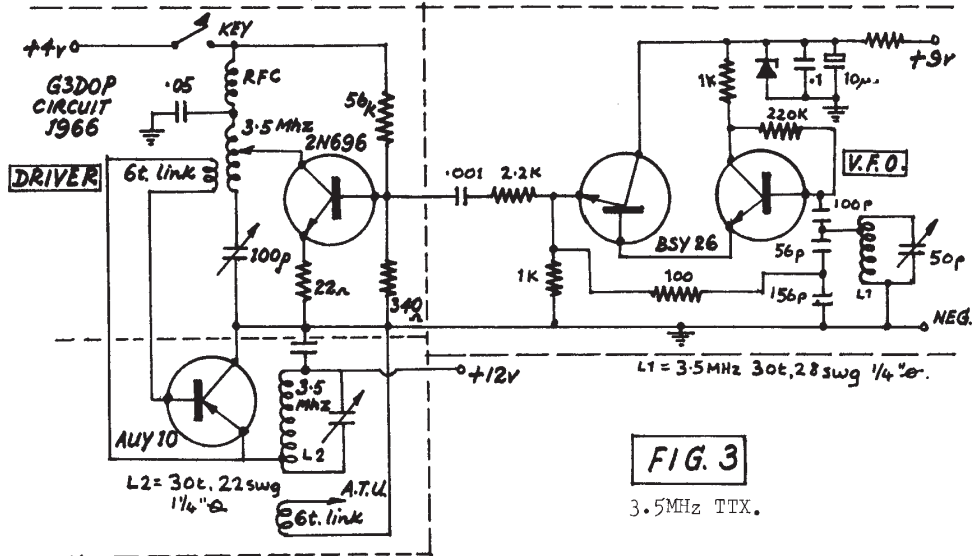 +4v
KEY
RFC
.05
G3DOP
CIRCUIT
1966
56K
3.5 Mhz
2N696
DRIVER
6t. link
100p
22Ω
340Ω
.001
2.2K
1K
1K
220K
.1
10μ.
+9v
V.F.O.
BSY 26
100p
56p
156p
100
L1
50p
NEG.
+12v
L1 = 3.5 MHz 30t, 28 swg 1/4" Ø.
3.5
Mhz
L2
AUY 10
L2 = 30t. 22 swg
1 1/4" Ø
A.T.U.
6t. link
FIG. 3
3.5MHz TTX.